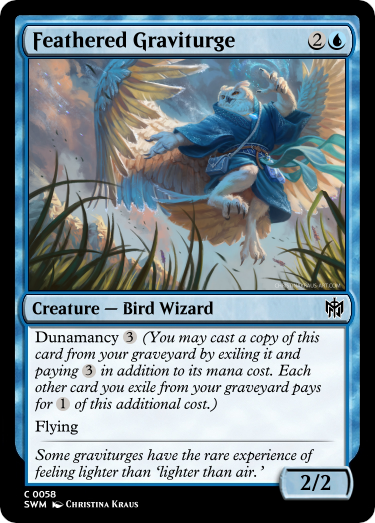 Feathered Graviturge 2
Creature — Bird Wizard
Dunamancy 3 (You may cast a copy of this
card from your graveyard by exiling it and
paying 3 in addition to its mana cost. Each
other card you exile from your graveyard pays
for 1 of this additional cost.)
Flying
Some graviturges have the rare experience of
feeling lighter than 'lighter than air.'
2/2
C 0058
SWM Christina Kraus